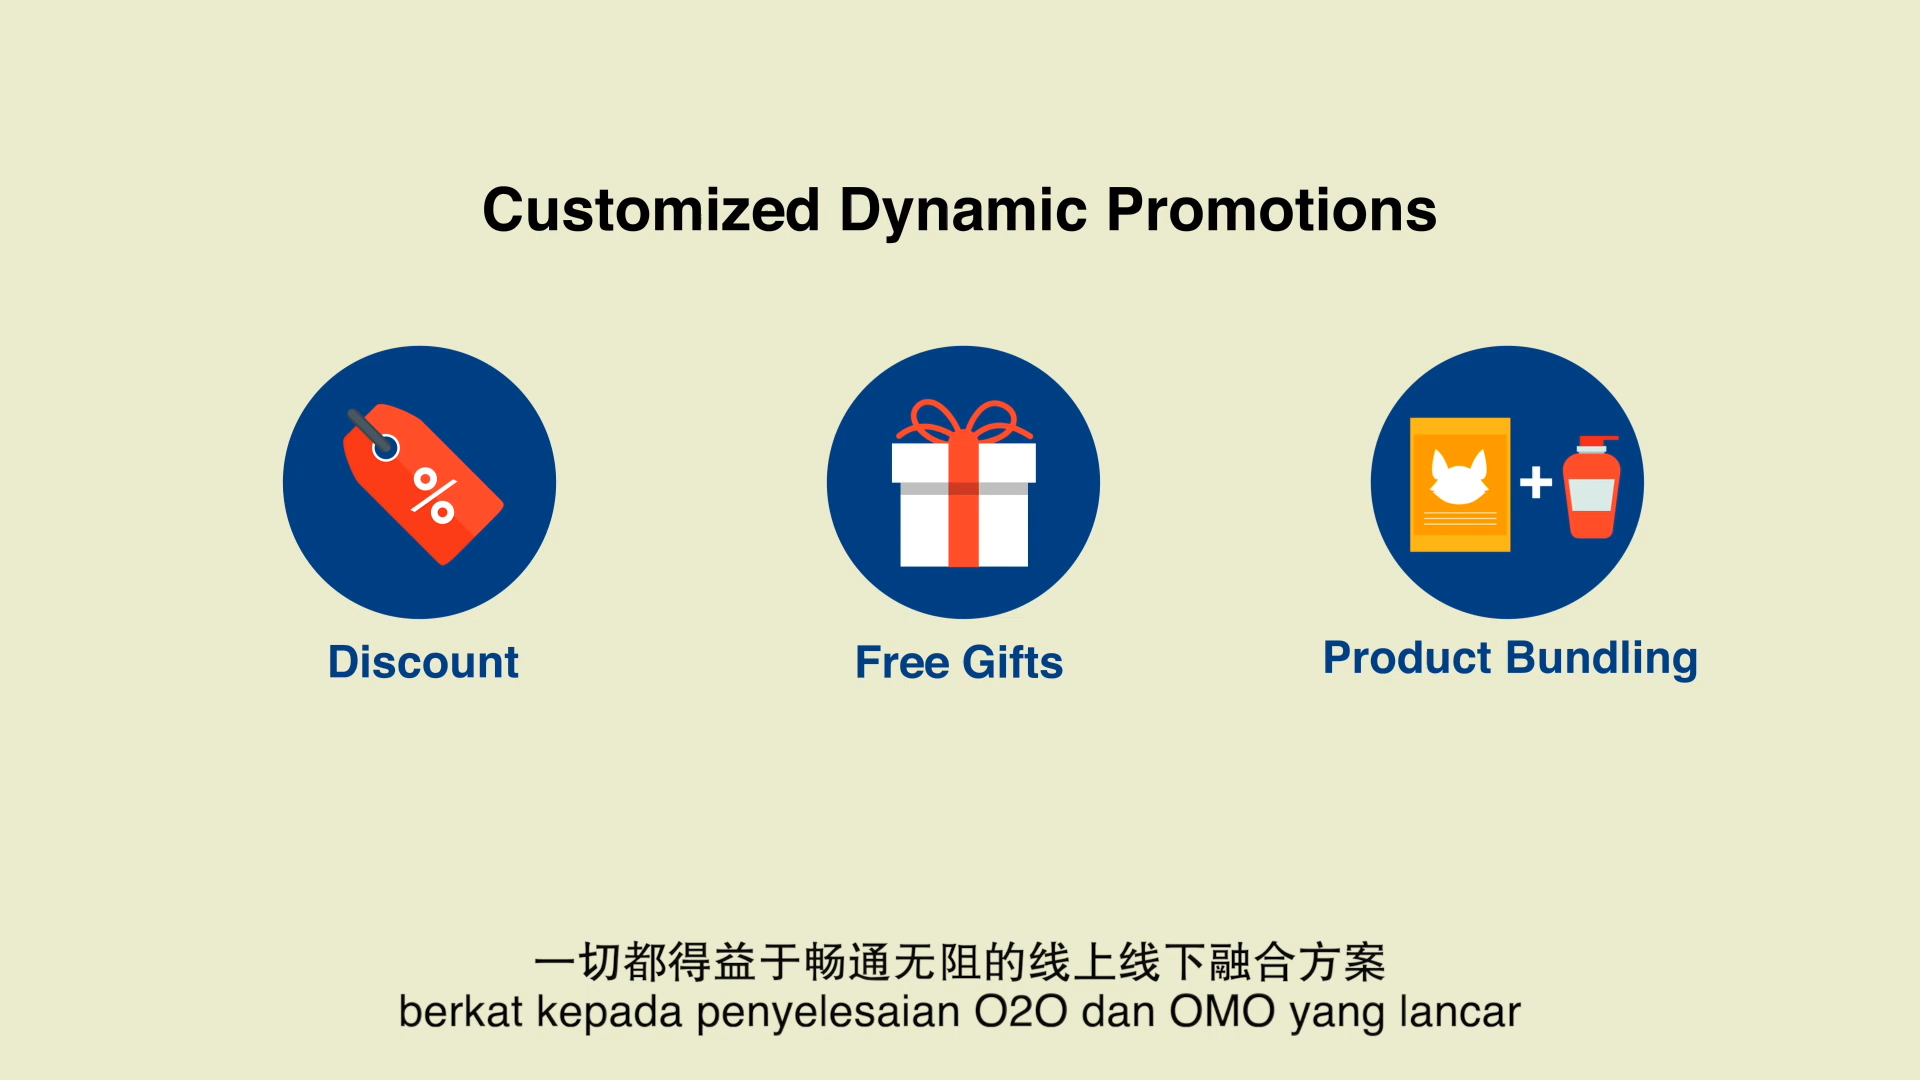 Customized Dynamic Promotions
%
Discount
Free Gifts
+
Product Bundling
一切都得益于畅通无阻的线上线下融合方案
berkat kepada penyelesaian O2O dan OMO yang lancar